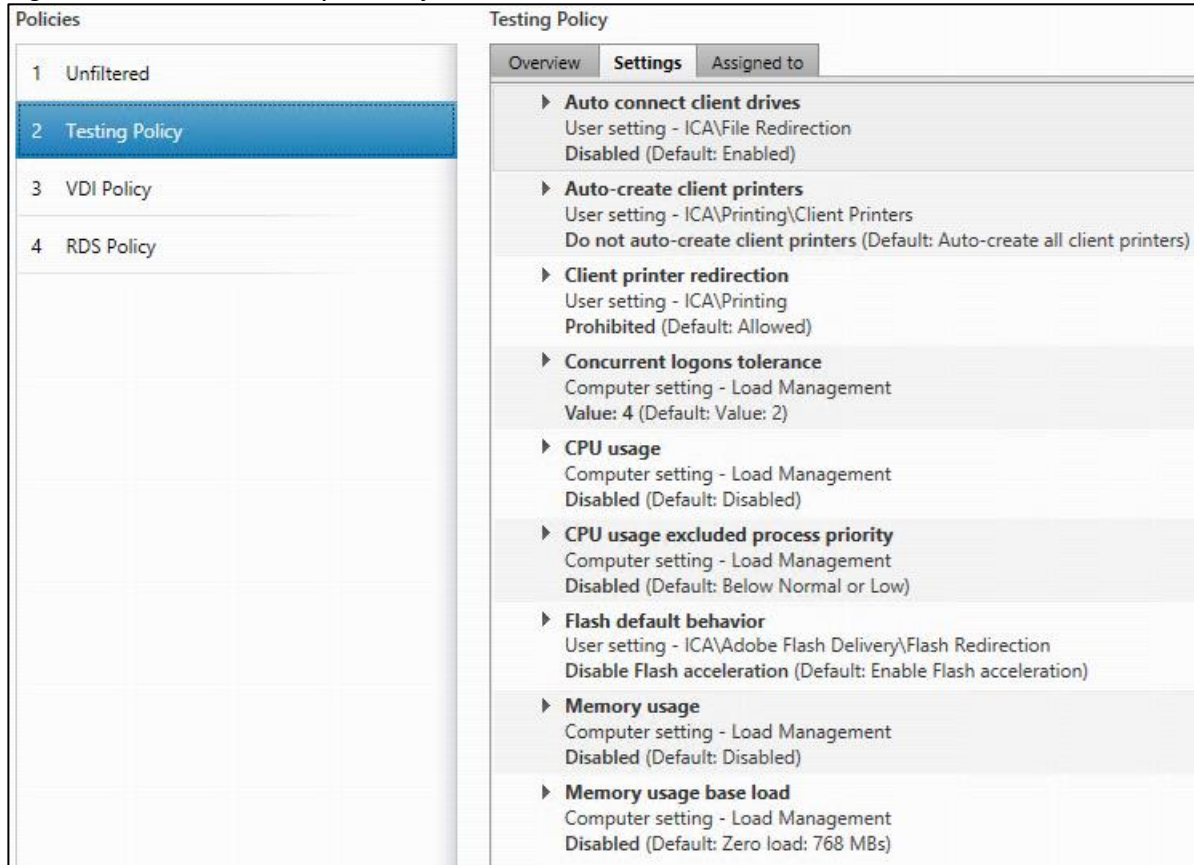 Policies
1 Unfiltered
2 Testing Policy
3 VDI Policy
4 RDS Policy
Testing Policy
Overview Settings Assigned to
Auto connect client drives
User setting - ICA\File Redirection
Disabled (Default: Enabled)
Auto-create client printers
User setting - ICA\Printing\Client Printers
Do not auto-create client printers (Default: Auto-create all client printers)
Client printer redirection
User setting - ICA\Printing
Prohibited (Default: Allowed)
Concurrent logons tolerance
Computer setting - Load Management
Value: 4 (Default: Value: 2)
CPU usage
Computer setting - Load Management
Disabled (Default: Disabled)
CPU usage excluded process priority
Computer setting - Load Management
Disabled (Default: Below Normal or Low)
Flash default behavior
User setting - ICA\Adobe Flash Delivery\Flash Redirection
Disable Flash acceleration (Default: Enable Flash acceleration)
Memory usage
Computer setting - Load Management
Disabled (Default: Disabled)
Memory usage base load
Computer setting - Load Management
Disabled (Default: Zero load: 768 MBs)